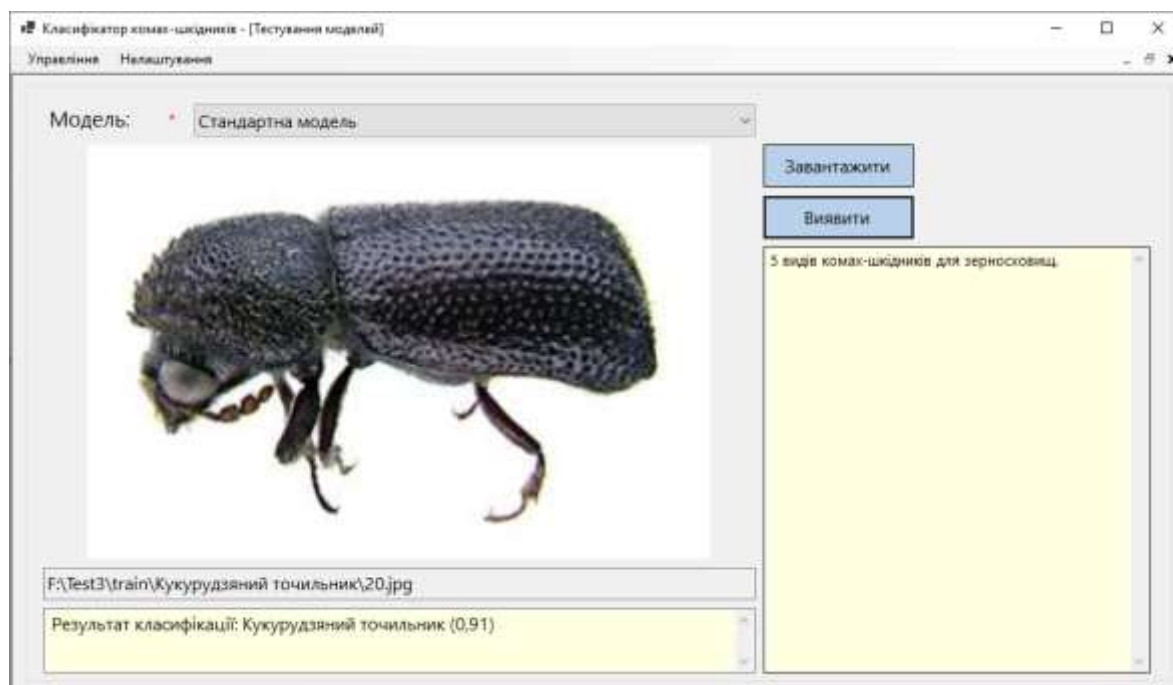 Класифікатор комах-шкідників - [Тестування моделей]
Управління Налаштування
Модель: * Стандартна модель
Завантажити
Виявити
5 видів комах-шкідників для зерносховищ.
F:\Test3\train\Кукурудзяний точильник\20.jpg
Результат класифікації: Кукурудзяний точильник (0,91)